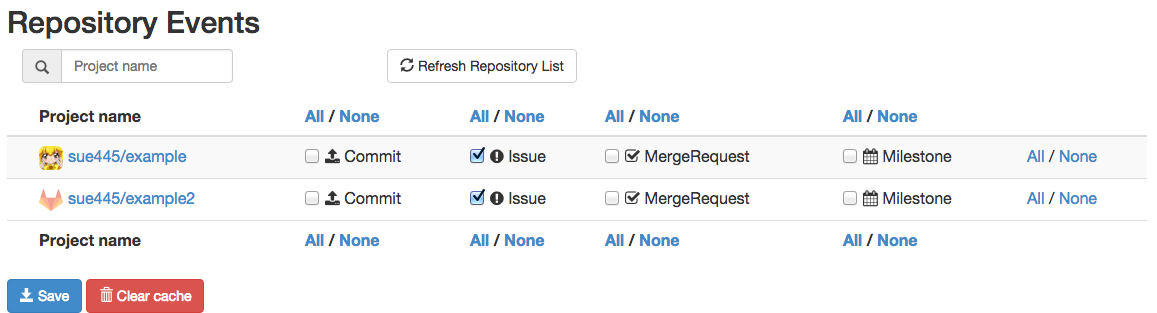 Repository Events
Project name Refresh Repository List
Project name All / None All / None All / None All / None
sue445/example Commit Issue MergeRequest Milestone All / None
sue445/example2 Commit Issue MergeRequest Milestone All / None
Project name All / None All / None All / None All / None
Save Clear cache